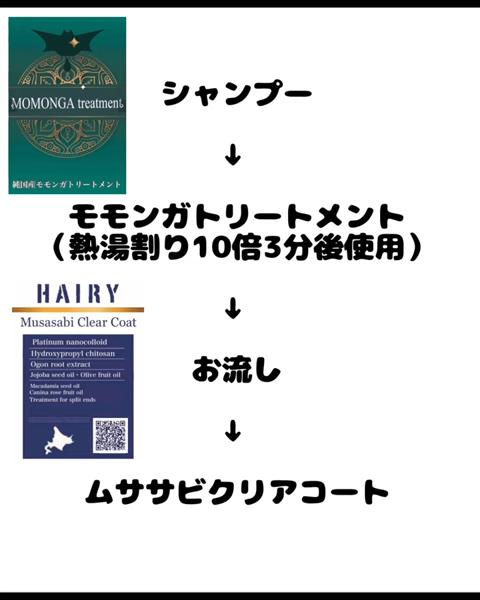 MOMONGA treatment
純国産モモンガトリートメント
シャンプー
↓
モモンガトリートメント
(熱湯割り10倍3分後使用)
↓
HAIRY
Musasabi Clear Coat
Platinum nanocolloid
Hydroxypropyl chitosan
Ogon root extract
Jojoba seed oil・Olive fruit oil
Macadamia seed oil
Canina rose fruit oil
Treatment for split ends
お流し
↓
ムササビクリアコート